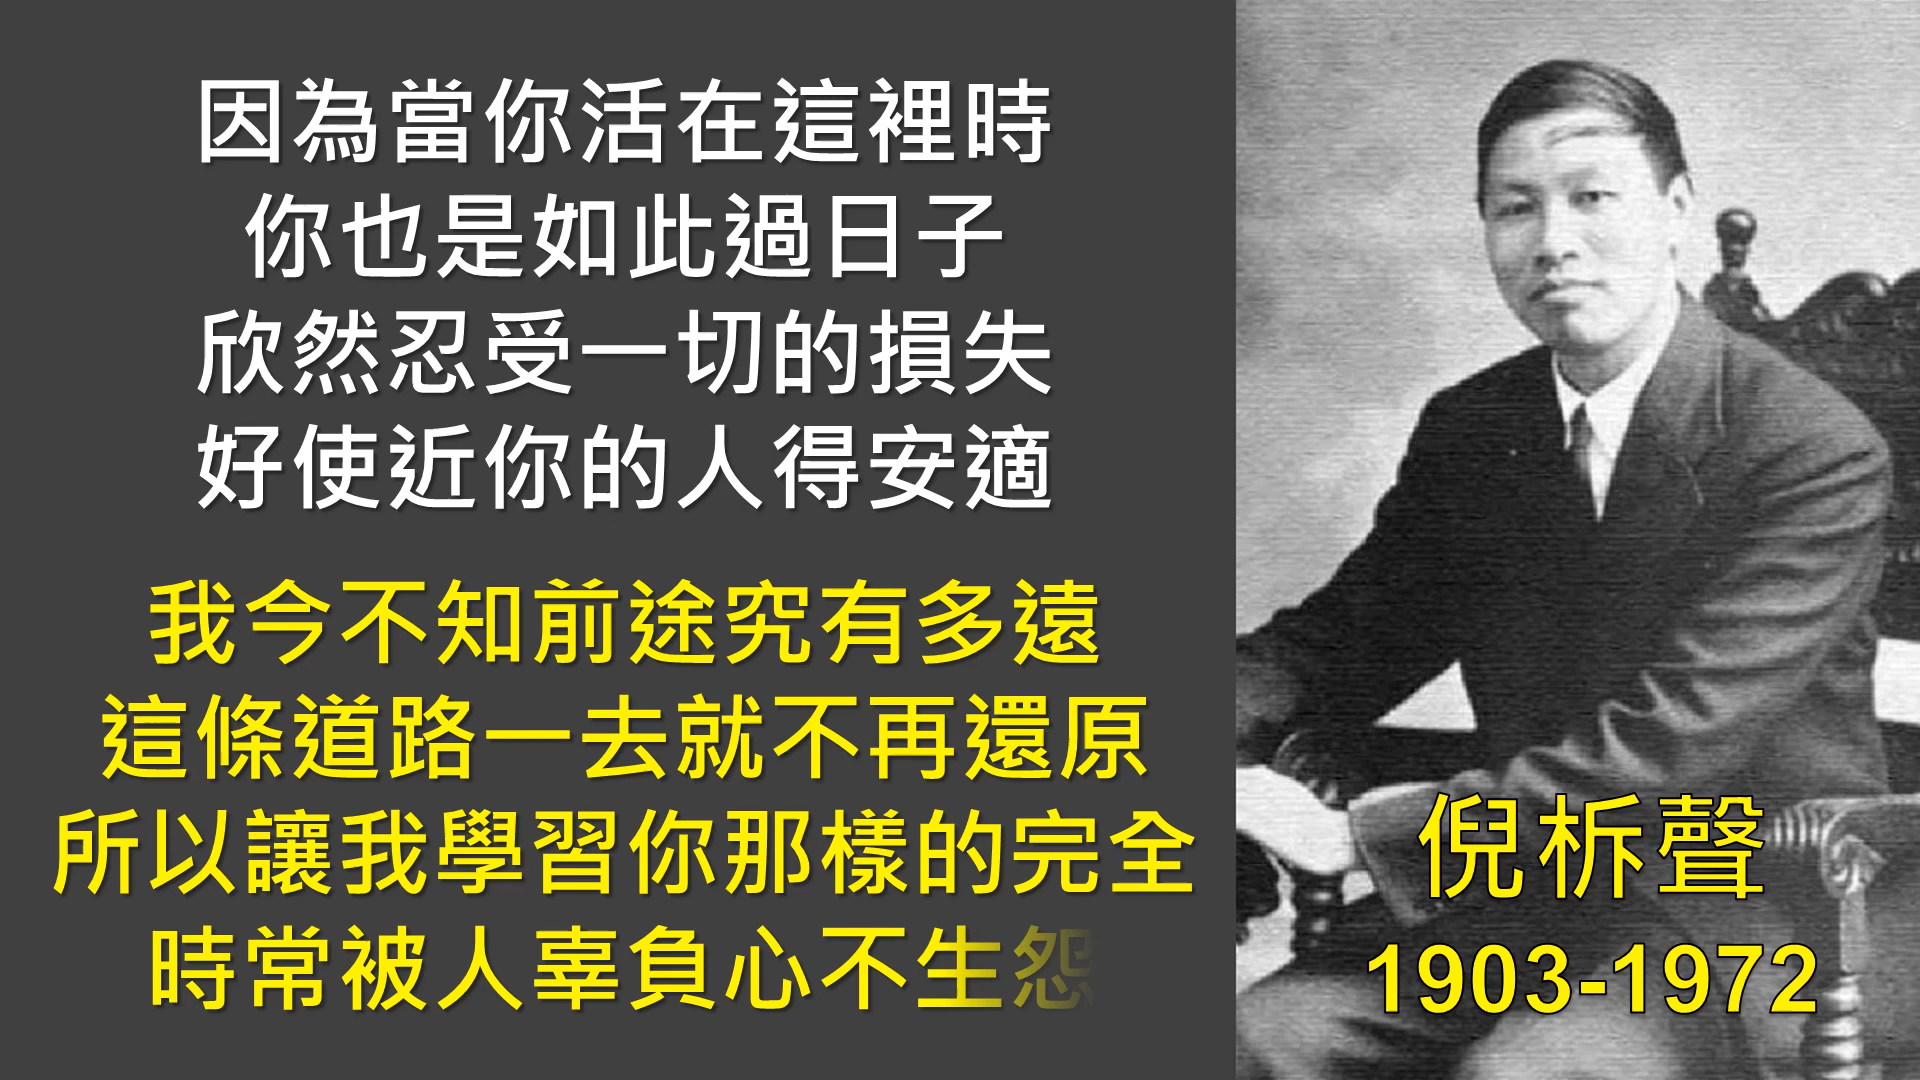 因為當你活在這裡時
你也是如此過日子
欣然忍受一切的損失
好使近你的人得安適
我今不知前途究有多遠
這條道路一去就不再還原
所以讓我學習你那樣的完全
時常被人辜負心不生怨
倪柝聲
1903-1972